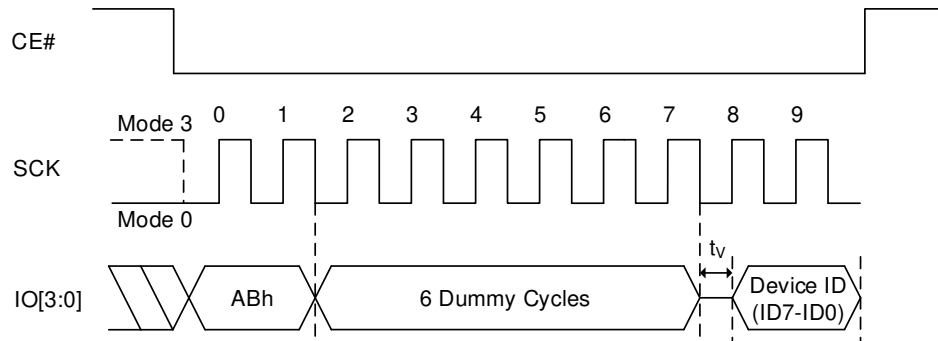 CE#
0 1 2 3 4 5 6 7 8 9
Mode 3
SCK
Mode 0
tV
IO[3:0]
ABh
6 Dummy Cycles
Device ID
(ID7-ID0)